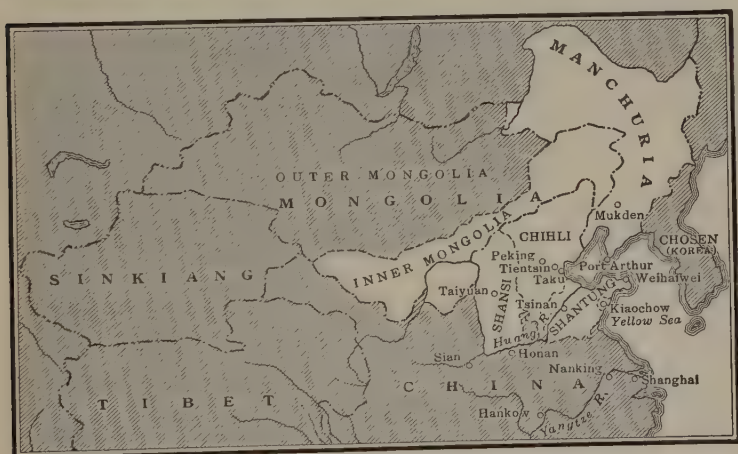 MANCHURIA
OUTER MONGOLIA
MONGOLIA
INNER MONGOLIA
Mukden
CHIHLI
CHOSEN
(KOREA)
SINKIANG
Peking
Tientsin
Taku
Port Arthur
Weihaiwei
Taiyuan
SHANSI
Tsinan
SHANTUNG
Kiaochow
Yellow Sea
Huang R.
Sian
Honan
Nanking
Shanghai
CHINA
TIBET
Hankow
Yangtze R.